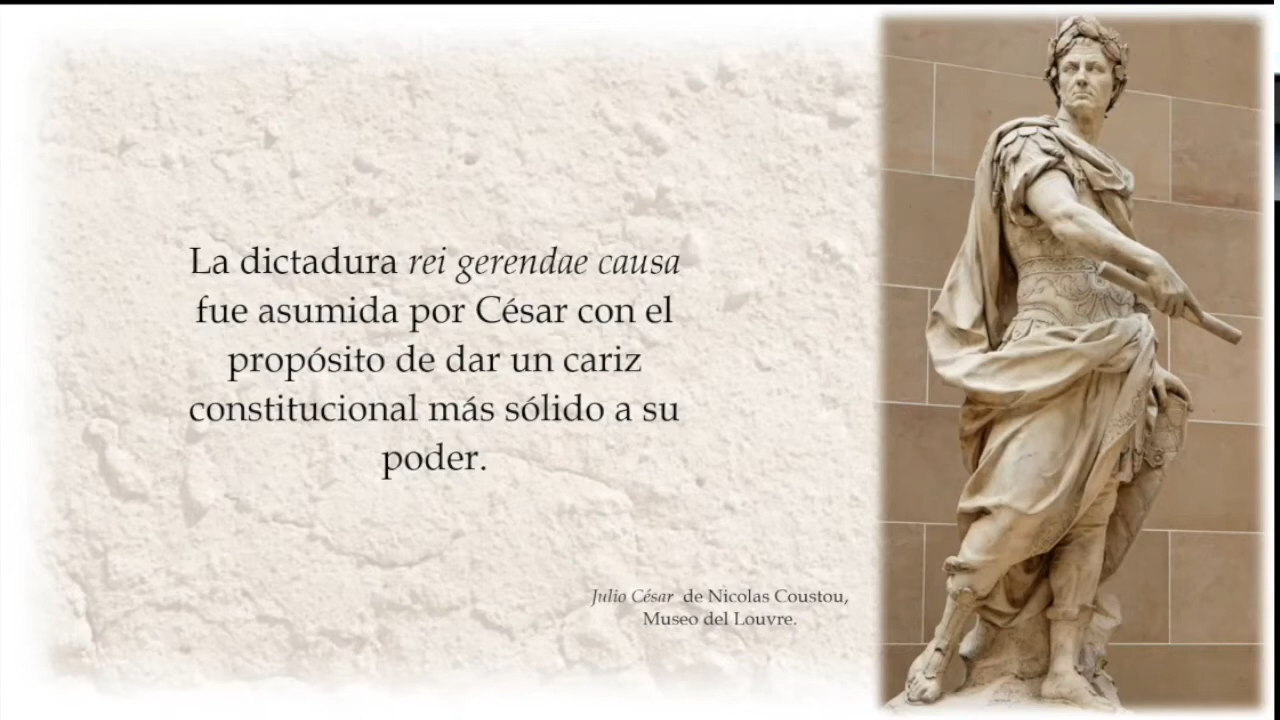 La dictadura rei gerendae causa
fue asumida por César con el
propósito de dar un cariz
constitucional más sólido a su
poder.
Julio César de Nicolas Coustou,
Museo del Louvre.